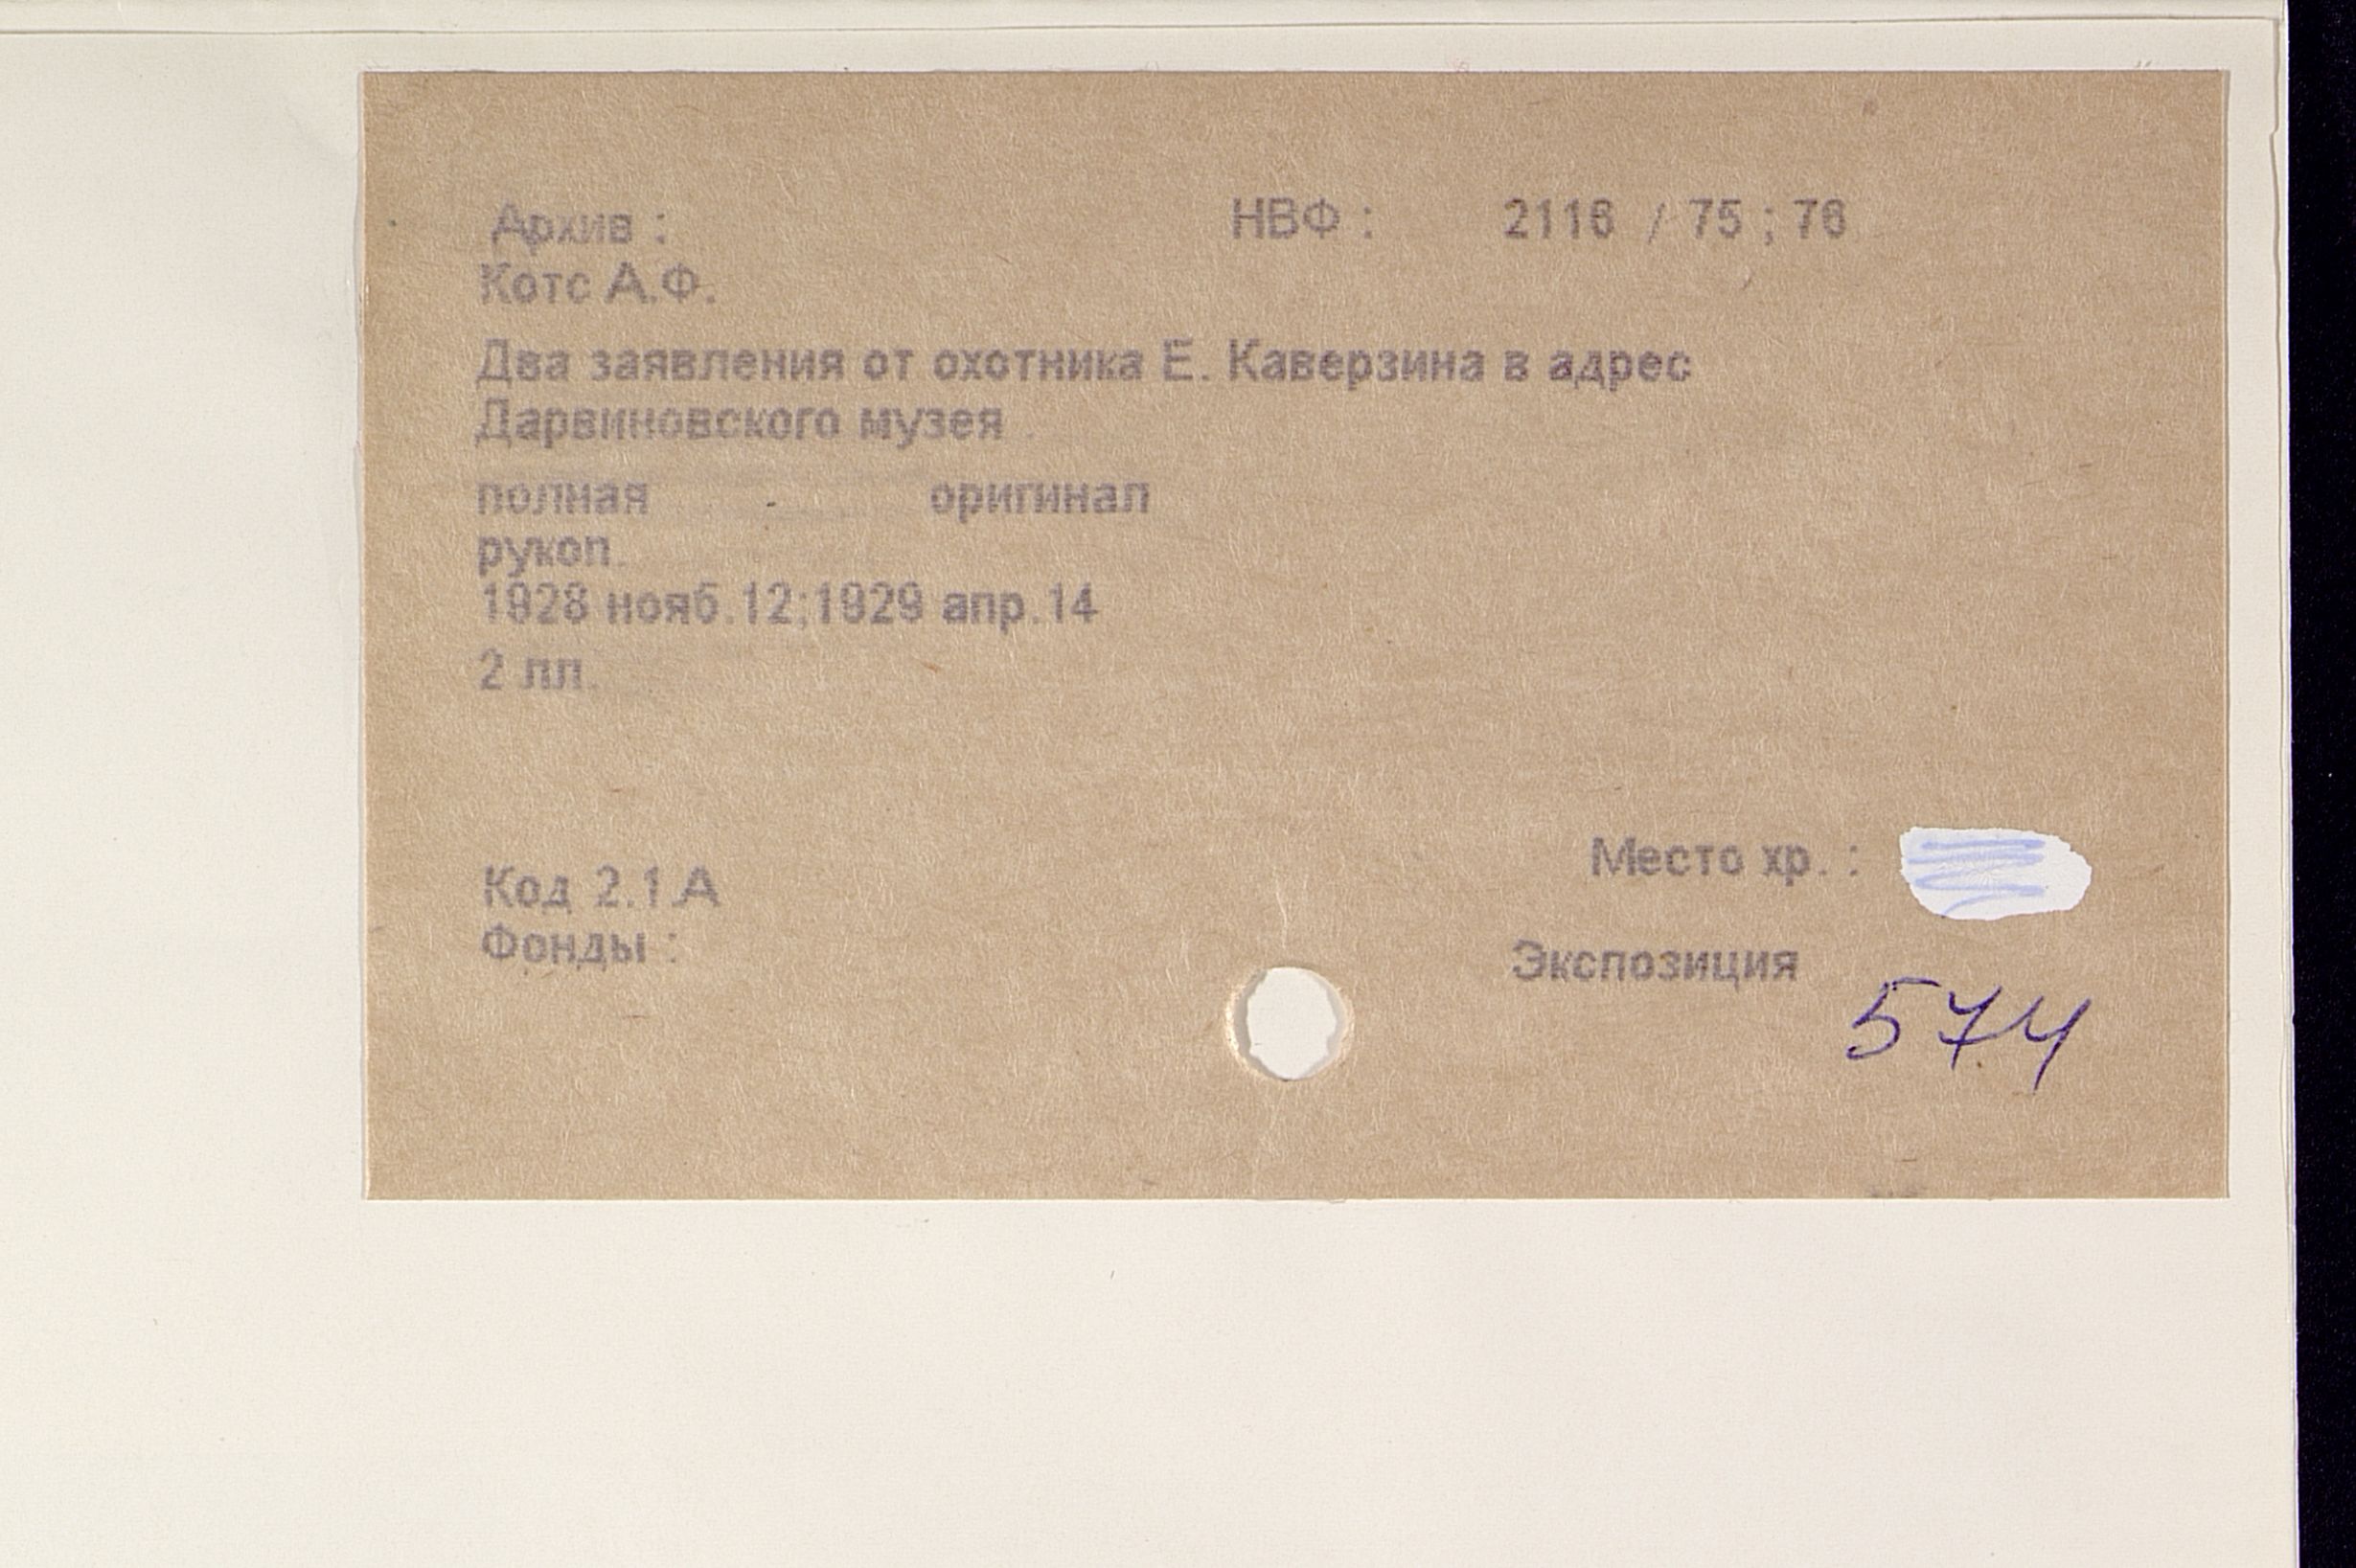 Архив : НВФ : 2116 / 75 ; 76
Котс А.Ф.
Два заявления от охотника Е. Каверзина в адрес
Дарвиновского музея .
полная - оригинал
рукоп.
1928 нояб.12;1929 апр.14
2 лл.
Место хр. :
Код 2.1.А
Фонды :
Экспозиция
574